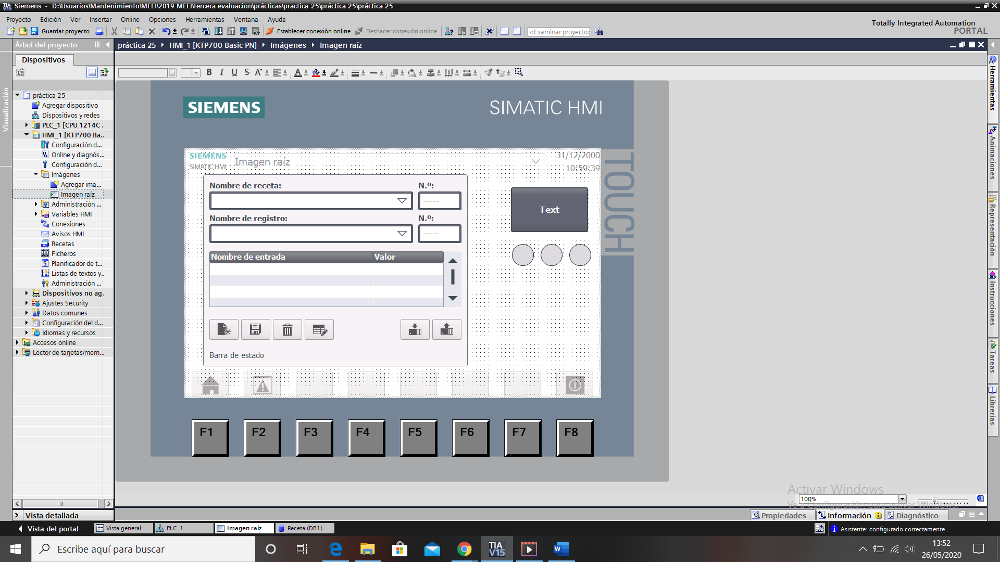 Siemens - D:\Usuarios\Mantenimiento\MEEI\2019 MEEI\tercera evaluacion\prácticas\practica 25\práctica 25\práctica 25
Proyecto Edición Ver Insertar Online Opciones Herramientas Ventana Ayuda
Totally Integrated Automation
PORTAL
Guardar proyecto Establecer conexión online Deshacer conexión online <Examinar proyecto>
Árbol del proyecto
práctica 25 HMI_1 [KTP700 Basic PN] Imágenes Imagen raíz
Dispositivos
B I U S A A
Visualización
práctica 25
Agregar dispositivo
Dispositivos y redes
PLC_1 [CPU 1214C .
HMI_1 [KTP700 Ba..
Configuración d...
Online y diagnós..
Configuración d...
Imágenes
Agregar ima...
Imagen raíz
Administración ...
Variables HMI
Conexiones
Avisos HMI
Recetas
Ficheros
Planificador de t...
Listas de textos y..
Administración ...
Dispositivos no ag.
Ajustes Security
Datos comunes
Configuración del d...
Idiomas y recursos
Accesos online
Lector de tarjetas/mem...
SIEMENS
SIMATIC HMI
TOUCH
SIEMENS
SIMATIC HMI
Imagen raíz
31/12/2000
10:59:39
Nombre de receta: N.º:
-----
Nombre de registro: N.º:
-----
Nombre de entrada Valor
Barra de estado
Text
F1 F2 F3 F4 F5 F6 F7 F8
Herramientas
Animaciones
Representación
Instrucciones
Tareas
Librerías
Activar Windows
Ve a Configuración para activar Windows.
100%
Vista detallada
Propiedades Información Diagnóstico
Vista del portal Vista general PLC_1 Imagen raíz Receta (DB1)
Asistente: configurado correctamente ...
Escribe aquí para buscar
TIA
V15
13:52
26/05/2020